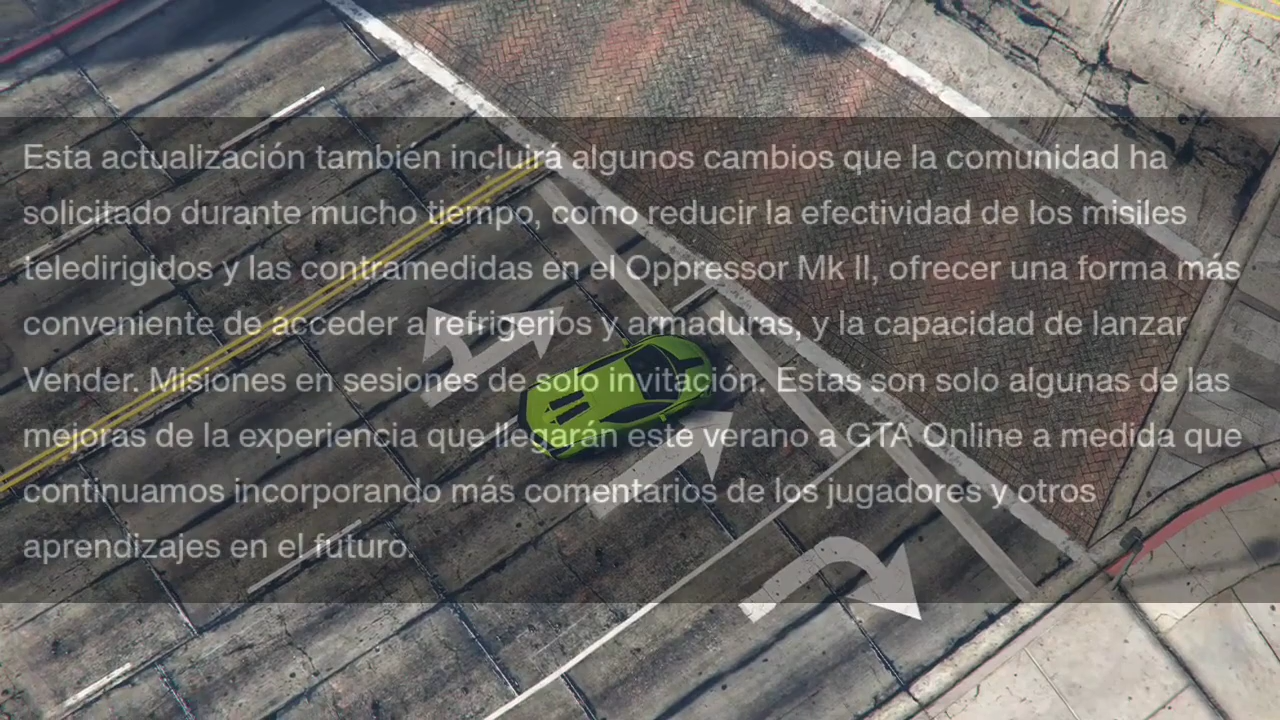 Esta actualización también incluirá algunos cambios que la comunidad ha
solicitado durante mucho tiempo, como reducir la efectividad de los misiles
teledirigidos y las contramedidas en el Oppressor Mk II, ofrecer una forma más
conveniente de acceder a refrigerios y armaduras, y la capacidad de lanzar
Vender. Misiones en sesiones de solo invitación. Estas son solo algunas de las
mejoras de la experiencia que llegarán este verano a GTA Online a medida que
continuamos incorporando más comentarios de los jugadores y otros
aprendizajes en el futuro.